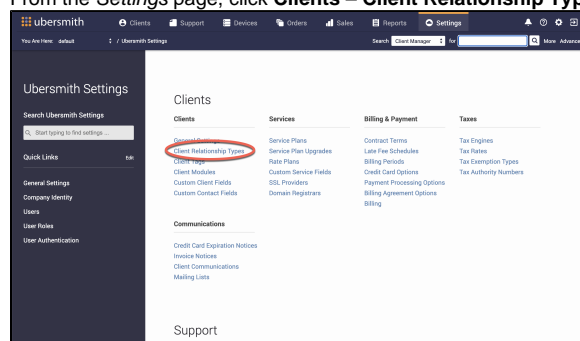 From the Settings page, click Clients – Client Relationship Typ
ubersmith Clients Support Devices Orders Sales Reports Settings
You Are Here: default / Ubersmith Settings Search Client Manager for More Advance
Ubersmith Settings
Search Ubersmith Settings
Start typing to find settings ...
Quick Links Edit
General Settings
Company Identity
Users
User Roles
User Authentication
Clients
Clients Services Billing & Payment Taxes
General Settings Service Plans Contract Terms Tax Engines
Client Relationship Types Service Plan Upgrades Late Fee Schedules Tax Rates
Client Tags Rate Plans Billing Periods Tax Exemption Types
Client Modules Custom Service Fields Credit Card Options Tax Authority Numbers
Custom Client Fields SSL Providers Payment Processing Options
Custom Contact Fields Domain Registrars Billing Agreement Options
Billing
Communications
Credit Card Expiration Notices
Invoice Notices
Client Communications
Mailing Lists
Support